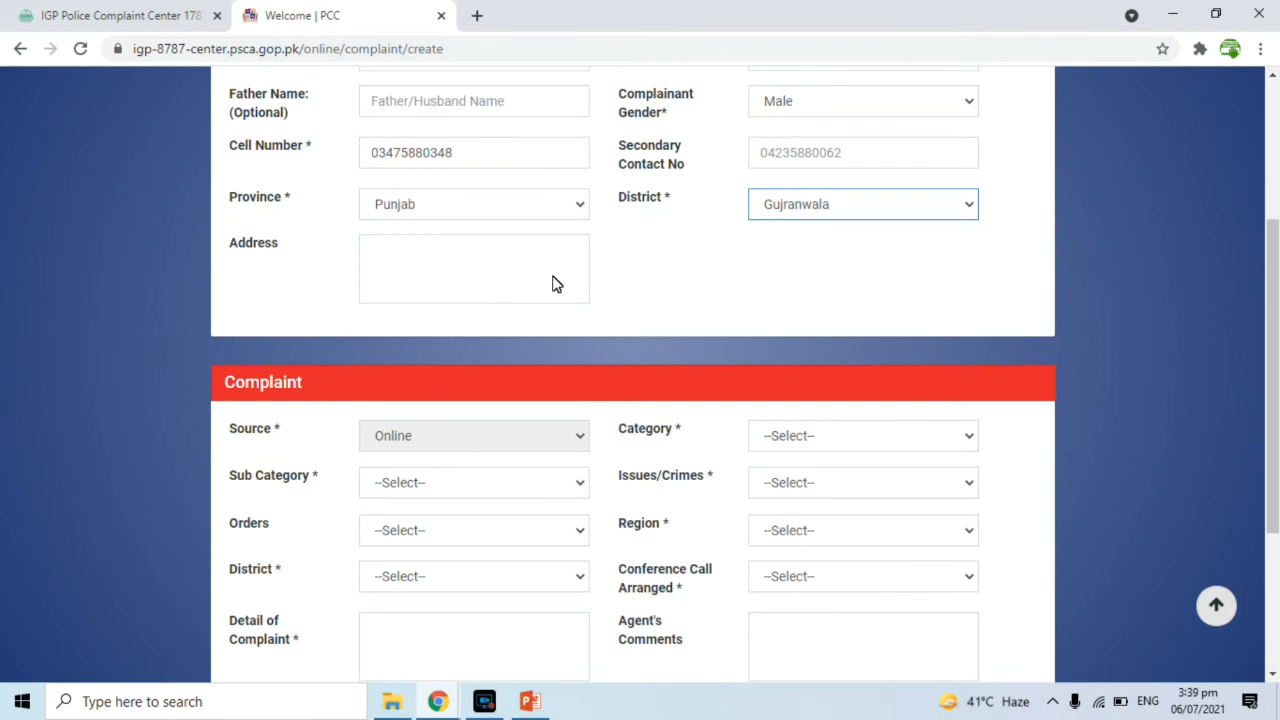 IGP Police Complaint Center 1787
Welcome | PCC
igp-8787-center.psca.gop.pk/online/complaint/create
Father Name: (Optional)
Father/Husband Name
Complainant Gender*
Male
Cell Number *
03475880348
Secondary Contact No
04235880062
Province *
Punjab
District *
Gujranwala
Address
Complaint
Source *
Online
Category *
--Select--
Sub Category *
--Select--
Issues/Crimes *
--Select--
Orders
--Select--
Region *
--Select--
District *
--Select--
Conference Call Arranged *
--Select--
Detail of Complaint *
Agent's Comments
Type here to search
41°C Haze
ENG
3:39 pm
06/07/2021